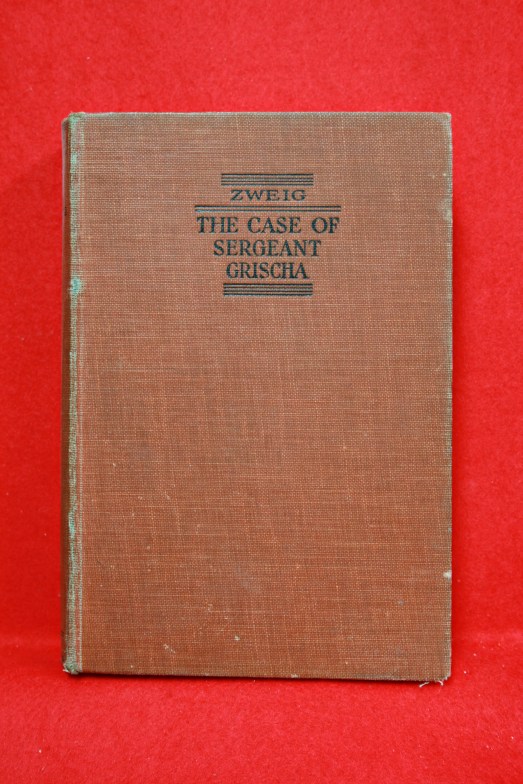 ZWEIG
THE CASE OF
SERGEANT
GRISCHA